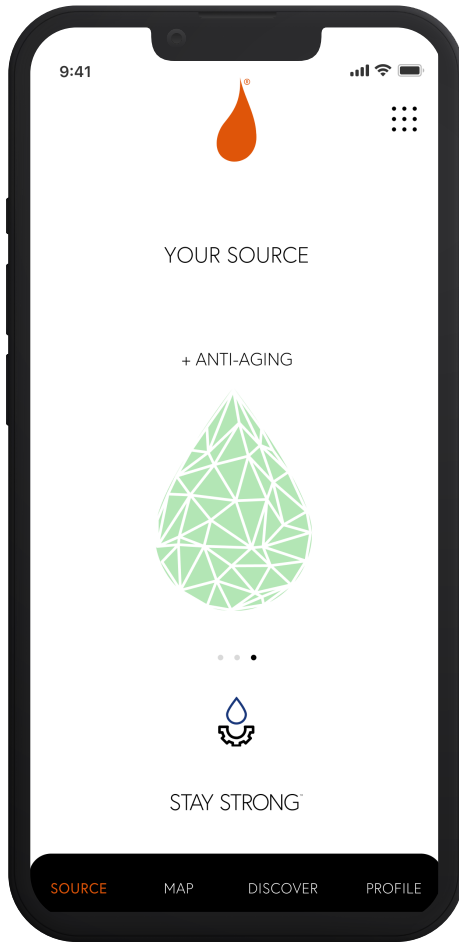 9:41
®
YOUR SOURCE
+ ANTI-AGING
STAY STRONG™
SOURCE MAP DISCOVER PROFILE